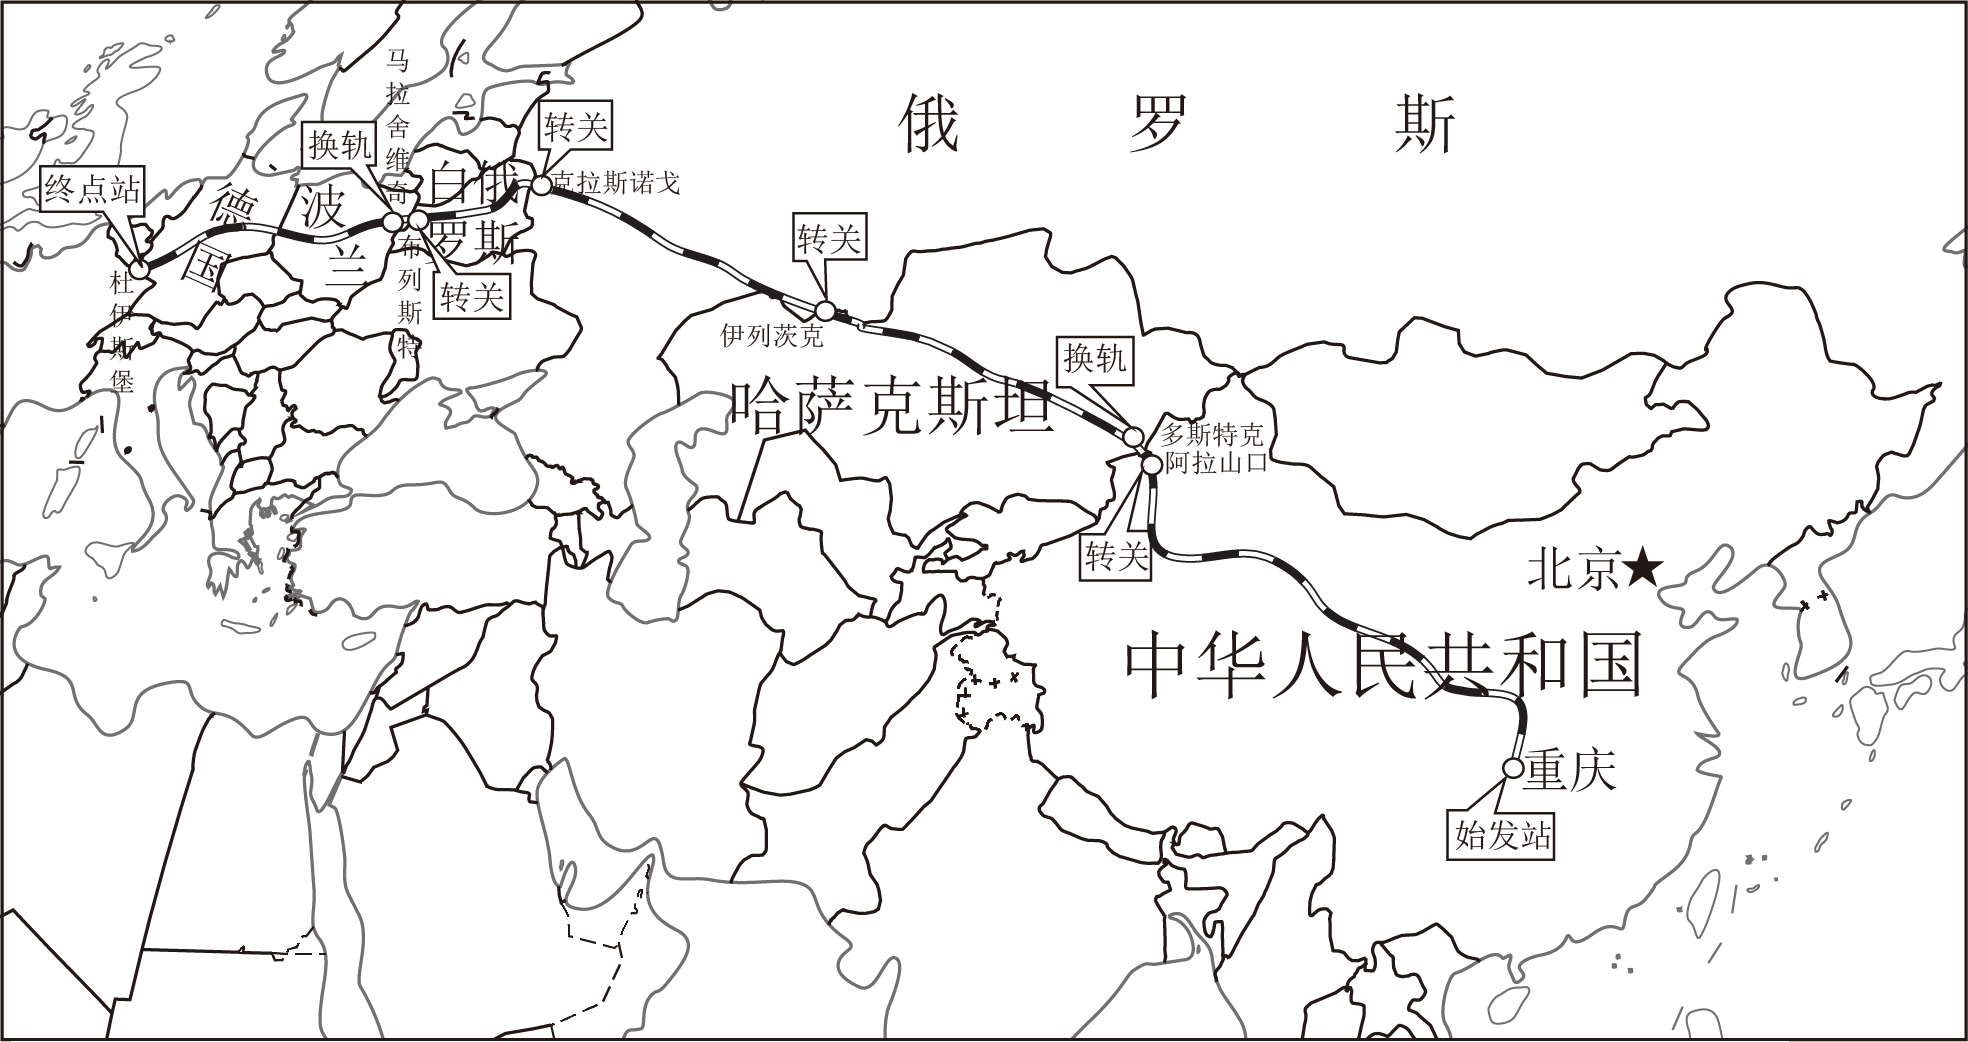 俄罗斯
马拉舍维奇
转关
换轨
白俄罗斯
克拉斯诺戈
终点站
德国
波兰
布列斯特
转关
杜伊斯堡
转关
伊列茨克
换轨
哈萨克斯坦
多斯特克
阿拉山口
转关
北京
中华人民共和国
重庆
始发站